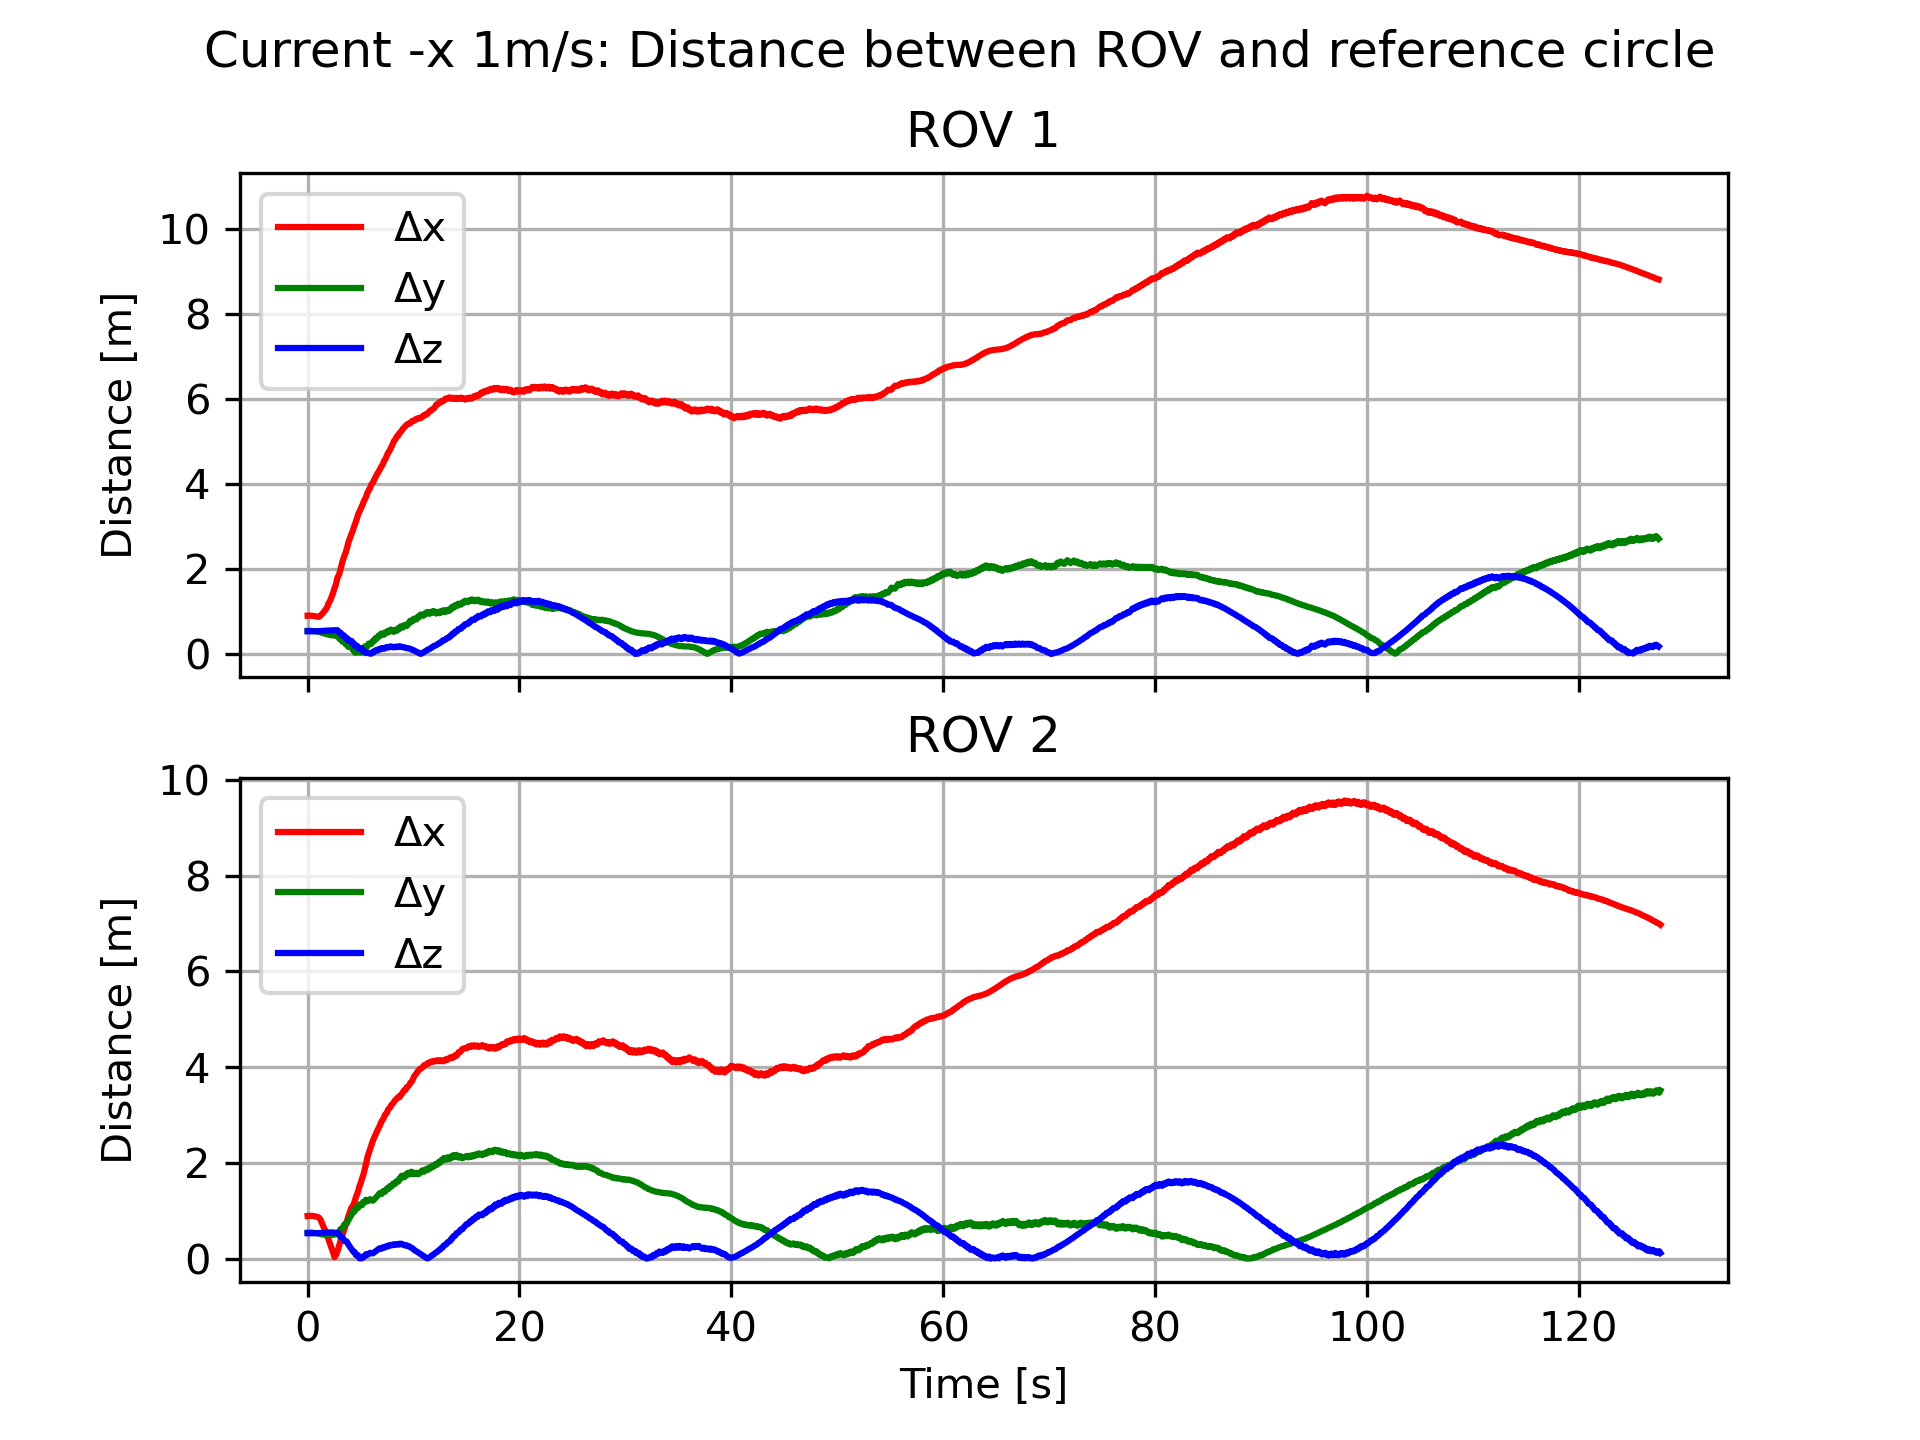 Current -x 1m/s: Distance between ROV and reference circle
ROV 1
Δx
Δy
Δz
Distance [m]
10
8
6
4
2
0
ROV 2
Δx
Δy
Δz
Distance [m]
10
8
6
4
2
0
0 20 40 60 80 100 120
Time [s]